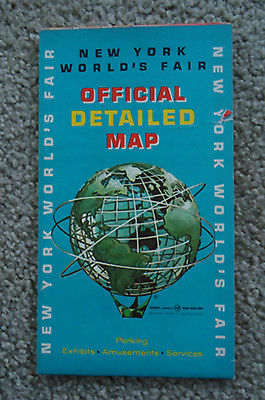 NEW YORK
WORLD'S FAIR
OFFICIAL
DETAILED
MAP
NEW YORK WORLD'S FAIR
NEW YORK WORLD'S FAIR
Parking
Exhibits • Amusements • Services